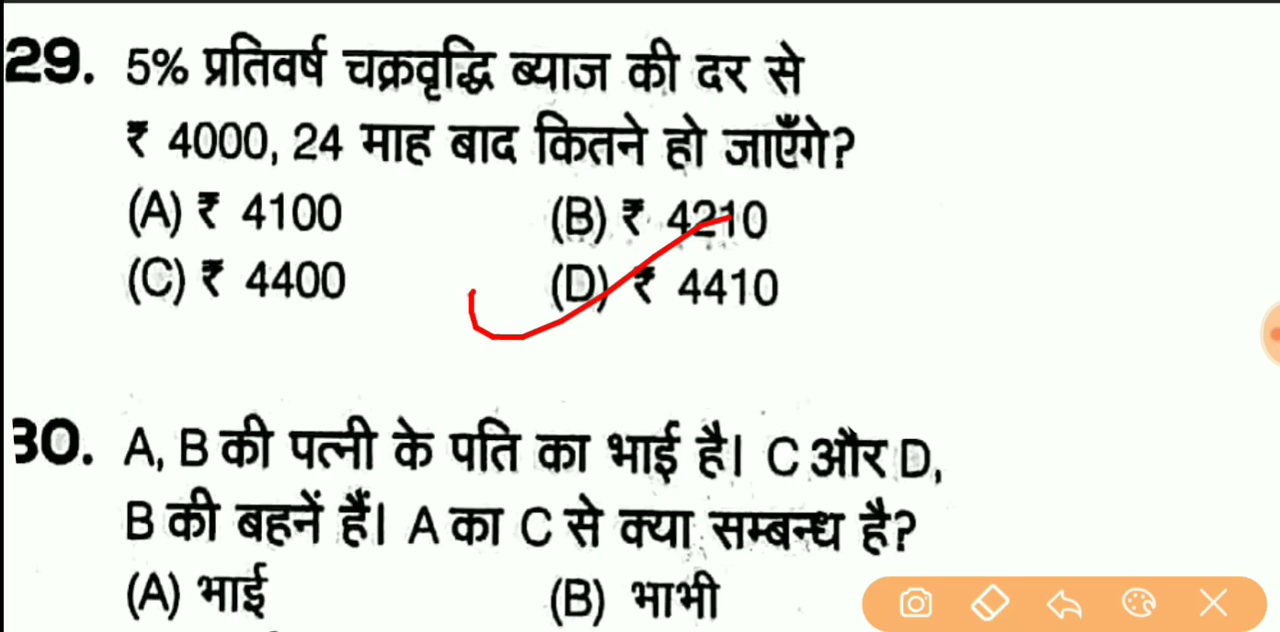 29. 5% प्रतिवर्ष चक्रवृद्धि ब्याज की दर से
₹ 4000, 24 माह बाद कितने हो जाएँगे?
(A) ₹ 4100 (B) ₹ 4210
(C) ₹ 4400 (D) ₹ 4410
30. A, B की पत्नी के पति का भाई है। C और D,
B की बहनें हैं। A का C से क्या सम्बन्ध है?
(A) भाई (B) भाभी